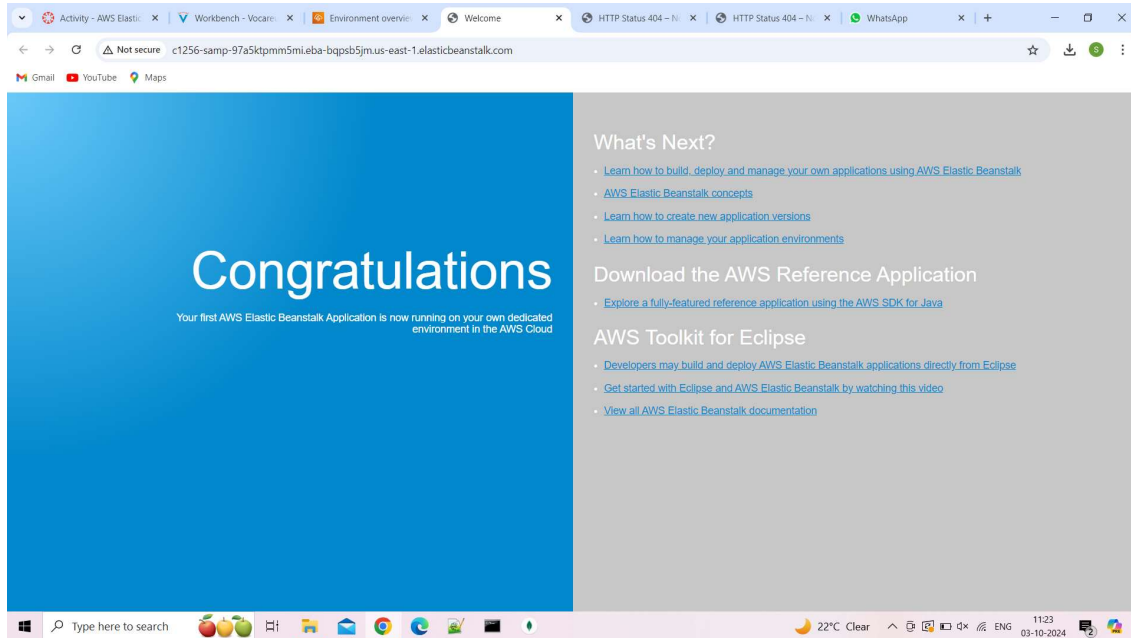 Activity - AWS Elastic
Workbench - Vocare
Environment overvie
Welcome
HTTP Status 404 – N
HTTP Status 404 – N
WhatsApp
Not secure
c1256-samp-97a5ktpmm5mi.eba-bqpsb5jm.us-east-1.elasticbeanstalk.com
S
Gmail
YouTube
Maps
Congratulations
Your first AWS Elastic Beanstalk Application is now running on your own dedicated
environment in the AWS Cloud
What's Next?
Learn how to build, deploy and manage your own applications using AWS Elastic Beanstalk
AWS Elastic Beanstalk concepts
Learn how to create new application versions
Learn how to manage your application environments
Download the AWS Reference Application
Explore a fully-featured reference application using the AWS SDK for Java
AWS Toolkit for Eclipse
Developers may build and deploy AWS Elastic Beanstalk applications directly from Eclipse
Get started with Eclipse and AWS Elastic Beanstalk by watching this video
View all AWS Elastic Beanstalk documentation
Type here to search
22°C Clear
ENG
11:23
03-10-2024
2